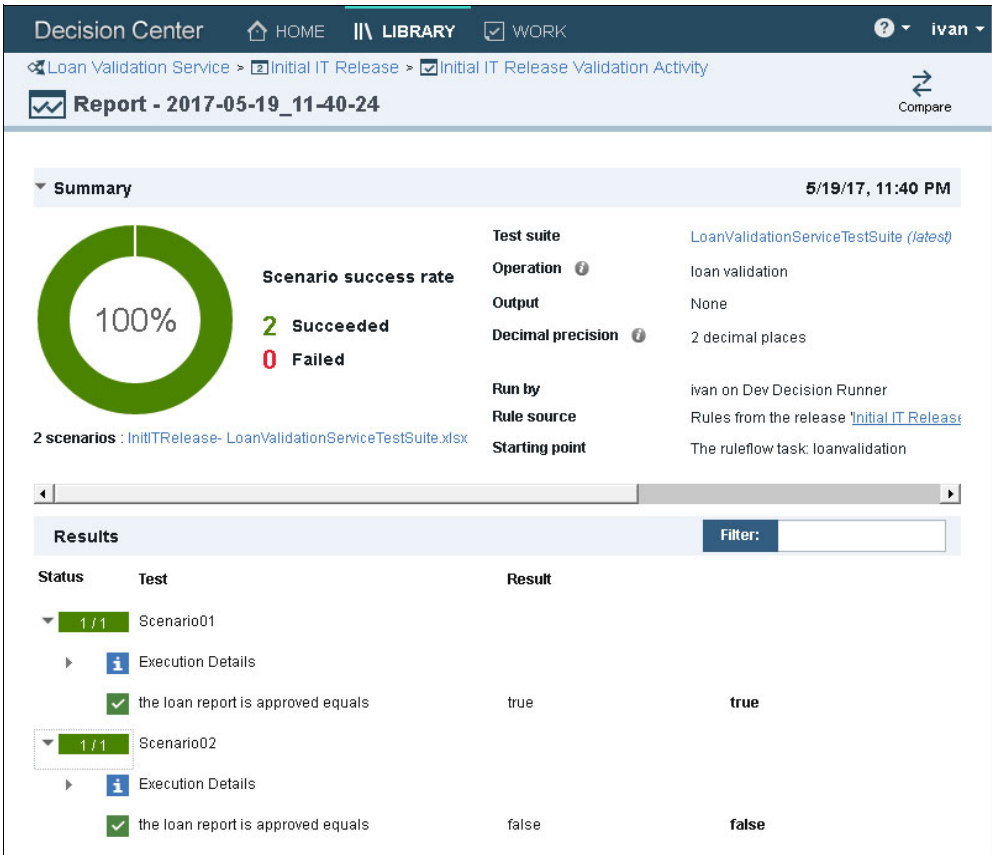 Decision Center HOME LIBRARY WORK ? ivan
Loan Validation Service > Initial IT Release > Initial IT Release Validation Activity
Report - 2017-05-19_11-40-24
Compare
Summary 5/19/17, 11:40 PM
100%
Scenario success rate
2 Succeeded
0 Failed
2 scenarios : InitITRelease- LoanValidationServiceTestSuite.xlsx
Test suite LoanValidationServiceTestSuite (latest)
Operation i loan validation
Output None
Decimal precision i 2 decimal places
Run by ivan on Dev Decision Runner
Rule source Rules from the release 'Initial IT Release
Starting point The ruleflow task: loanvalidation
Results Filter:
Status Test Result
1 / 1 Scenario01
i Execution Details
the loan report is approved equals true true
1 / 1 Scenario02
i Execution Details
the loan report is approved equals false false